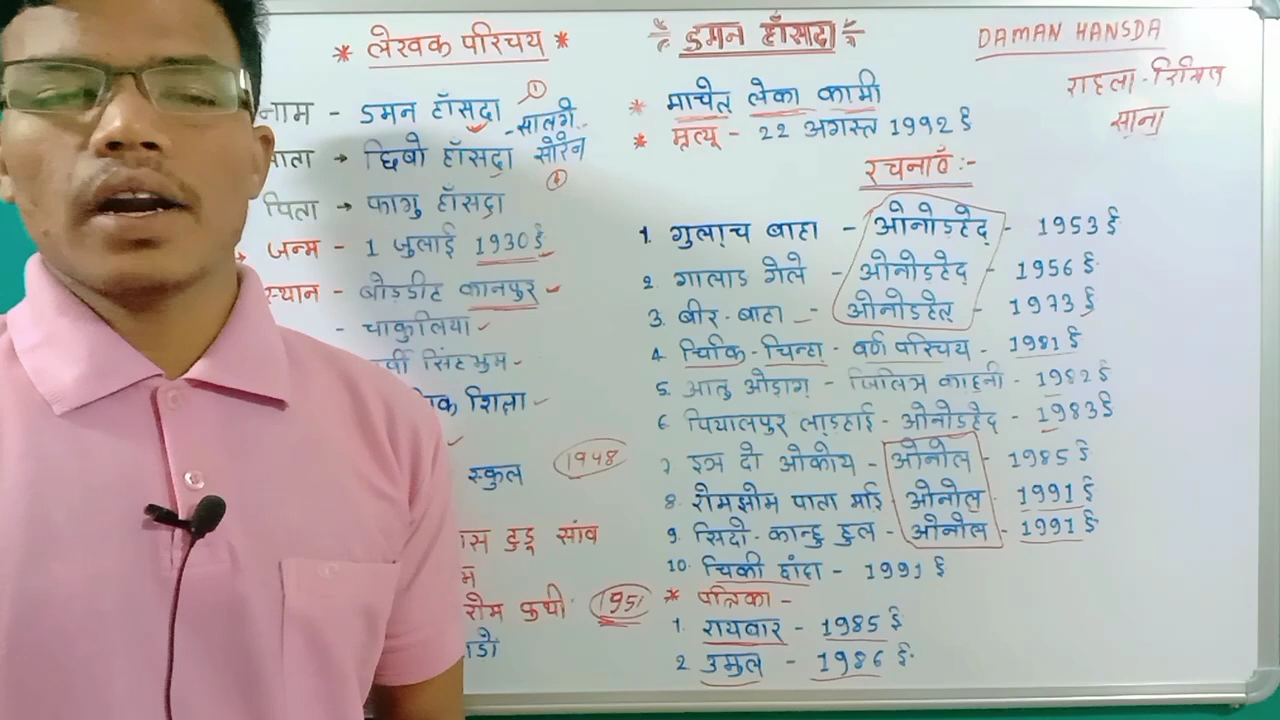 * लेखक परिचय *
नाम - डमन हाँसदा ①
- सालगे
माता → छिबो हाँसदा सोरेन
पिता → फागु हाँसदा
जन्म - 1 जुलाई 1930 ई
स्थान - बोड़डीह कानपुर
- चाकुलिया
सिंहभूम
शिक्षा
स्कुल 1948
टुडू सांव
1951
डमन हाँसदा
* माचेत् लेका कामी
* मृत्यू - 22 अगस्त 1992 ई
रचनाएँ :-
1. गुला़च बाहा - ओनोड़हेद् - 1953 ई
2. गालाड गेले - ओनोड़हेद् - 1956 ई.
3. बीर - बाहा - ओनोड़हेत् - 1973 ई
4. चिकि - चिन्हा़ - वर्ण परिचय - 1981 ई
5. आतु ओड़ाग् - जिलिञ काहनी - 1982 ई
6. पियालपुर ला़ड़हा़ई - ओनोड़हेद् - 1983 ई
7. इञ दो ओकोय - ओनोल - 1985 ई
8. रोमझोम पाता मा़ई - ओनोल - 1991 ई
9. सिदो - कान्हु हुल - ओनोल - 1991 ई
10. चिकी दांदा - 1991 ई
* पत्रिका -
1. रायबार - 1985 ई
2. उमुल - 1986 ई.
DAMAN HANSDA